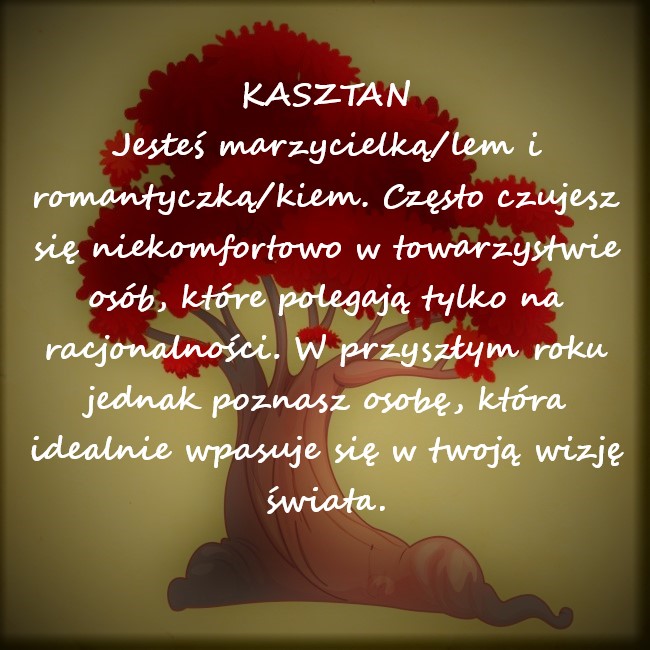 KASZTAN
Jesteś marzycielką/lem i
romantyczką/kiem. Często czujesz
się niekomfortowo w towarzystwie
osób, które polegają tylko na
racjonalności. W przyszłym roku
jednak poznasz osobę, która
idealnie wpasuje się w twoją wizję
świata.